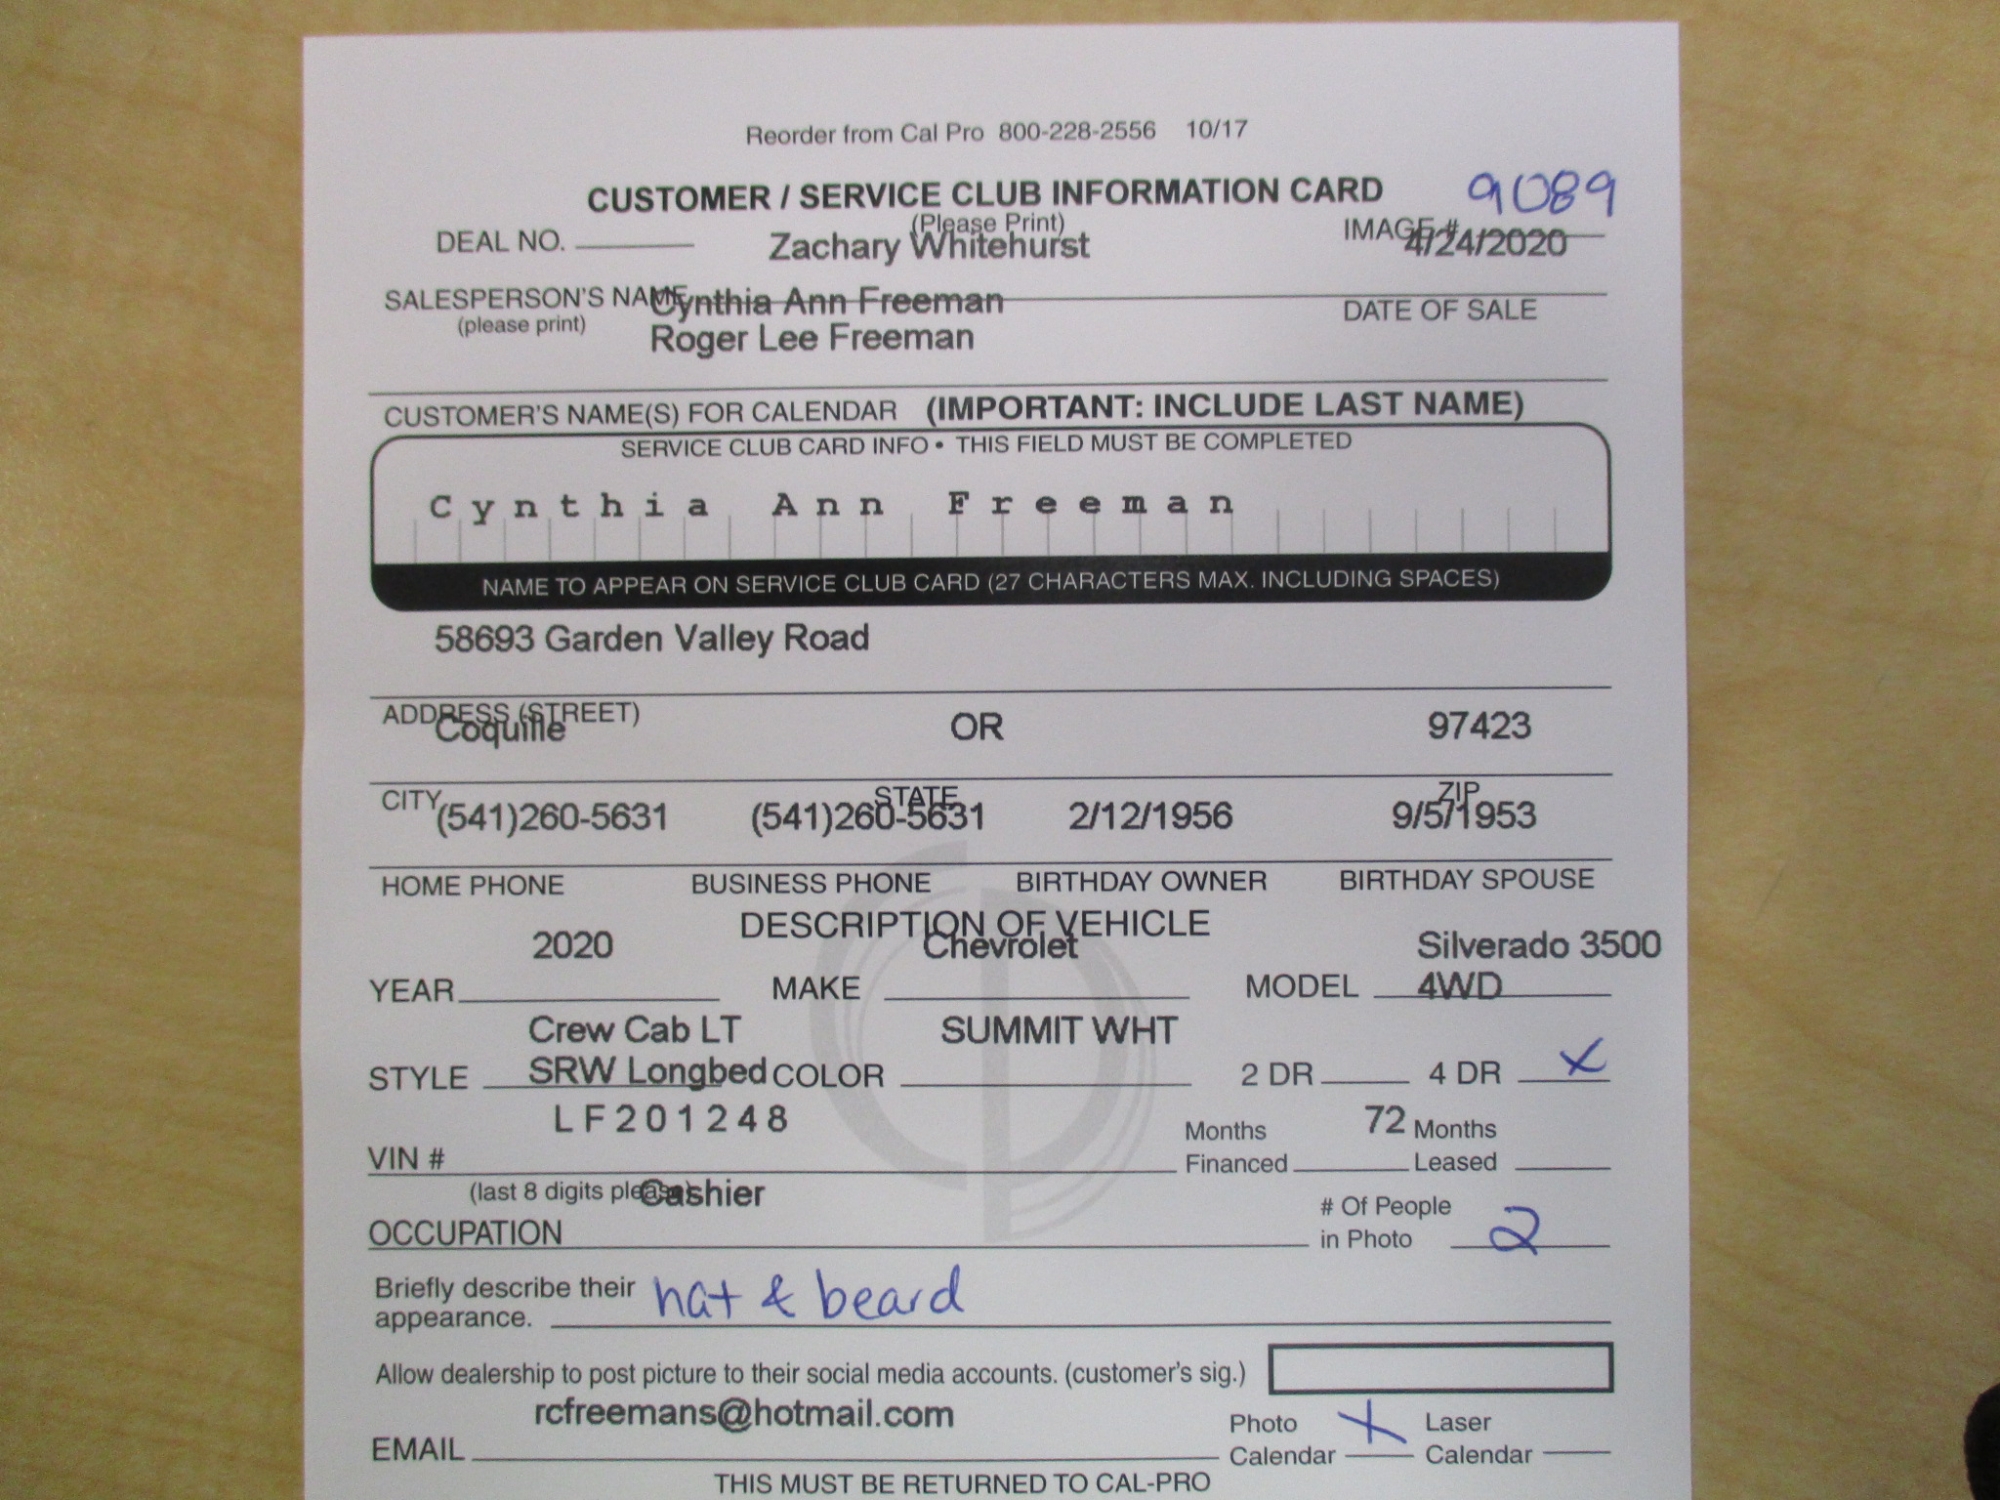 Reorder from Cal Pro 800-228-2556 10/17
CUSTOMER / SERVICE CLUB INFORMATION CARD 9089
(Please Print)
DEAL NO. Zachary Whitehurst IMAGE # 4/24/2020
SALESPERSON'S NAME Cynthia Ann Freeman DATE OF SALE
(please print) Roger Lee Freeman
CUSTOMER'S NAME(S) FOR CALENDAR (IMPORTANT: INCLUDE LAST NAME)
SERVICE CLUB CARD INFO • THIS FIELD MUST BE COMPLETED
Cynthia Ann Freeman
NAME TO APPEAR ON SERVICE CLUB CARD (27 CHARACTERS MAX. INCLUDING SPACES)
58693 Garden Valley Road
ADDRESS (STREET)
Coquille OR 97423
CITY STATE ZIP
(541)260-5631 (541)260-5631 2/12/1956 9/5/1953
HOME PHONE BUSINESS PHONE BIRTHDAY OWNER BIRTHDAY SPOUSE
DESCRIPTION OF VEHICLE
2020 Chevrolet Silverado 3500
YEAR MAKE MODEL 4WD
Crew Cab LT SUMMIT WHT
STYLE SRW Longbed COLOR 2 DR 4 DR X
LF201248 Months 72 Months
VIN # Financed Leased
(last 8 digits please) Cashier # Of People
OCCUPATION in Photo 2
Briefly describe their hat & beard
appearance.
Allow dealership to post picture to their social media accounts. (customer's sig.)
rcfreemans@hotmail.com Photo X Laser
EMAIL Calendar Calendar
THIS MUST BE RETURNED TO CAL-PRO